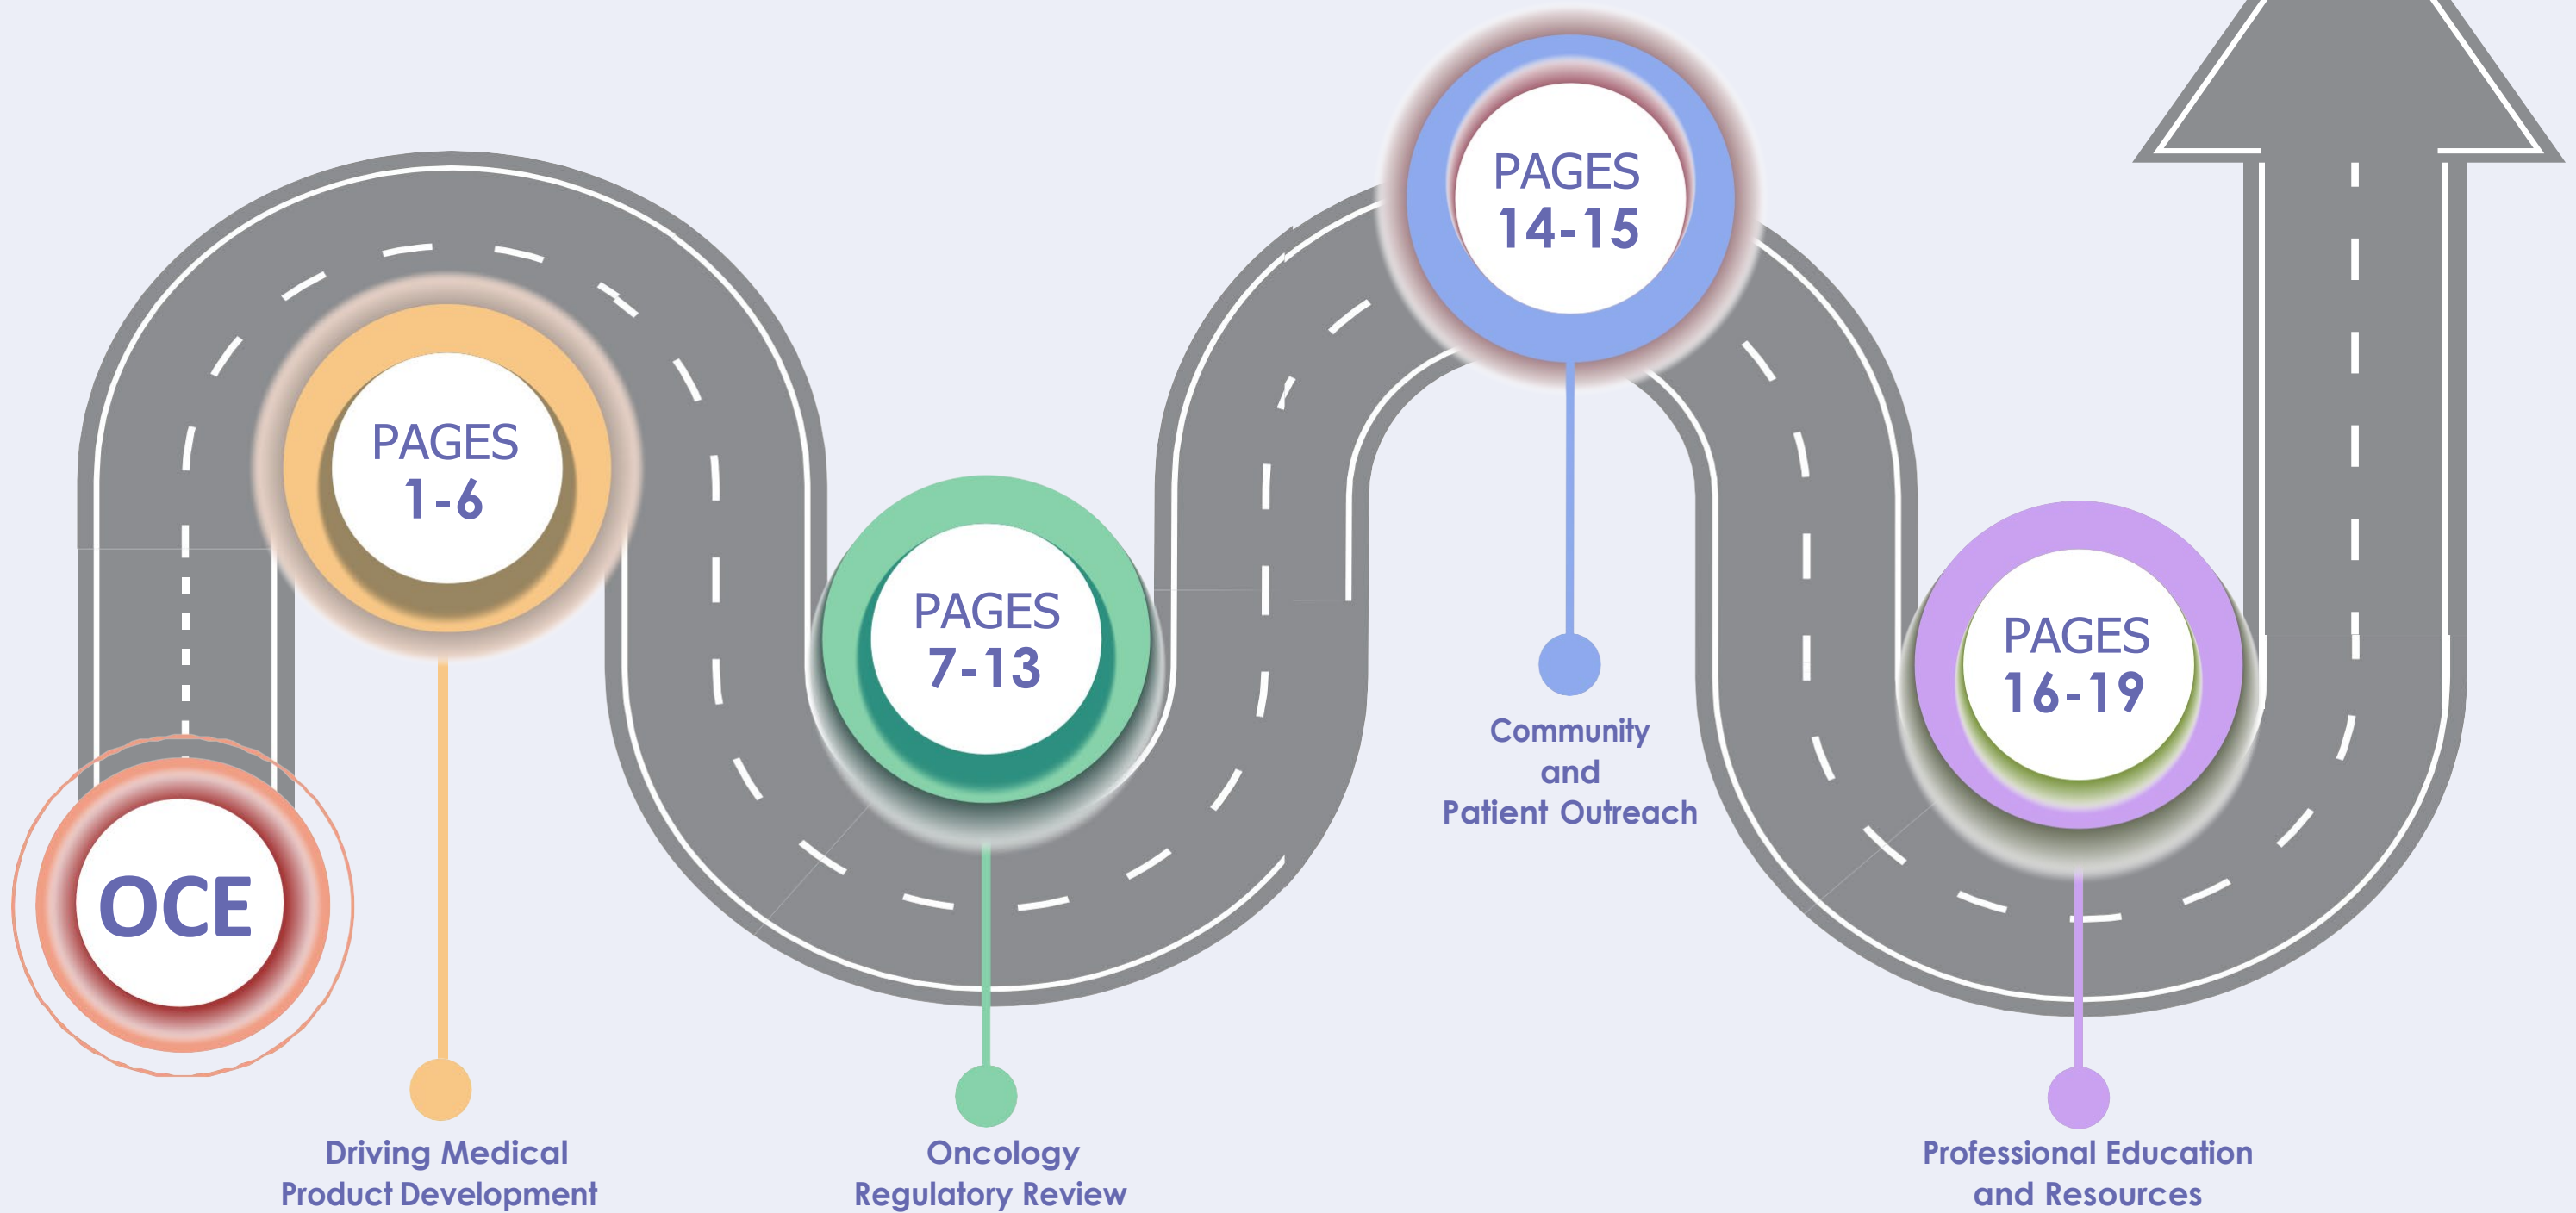 OCE
PAGES
1-6
Driving Medical
Product Development
PAGES
7-13
Oncology
Regulatory Review
PAGES
14-15
Community
and
Patient Outreach
PAGES
16-19
Professional Education
and Resources